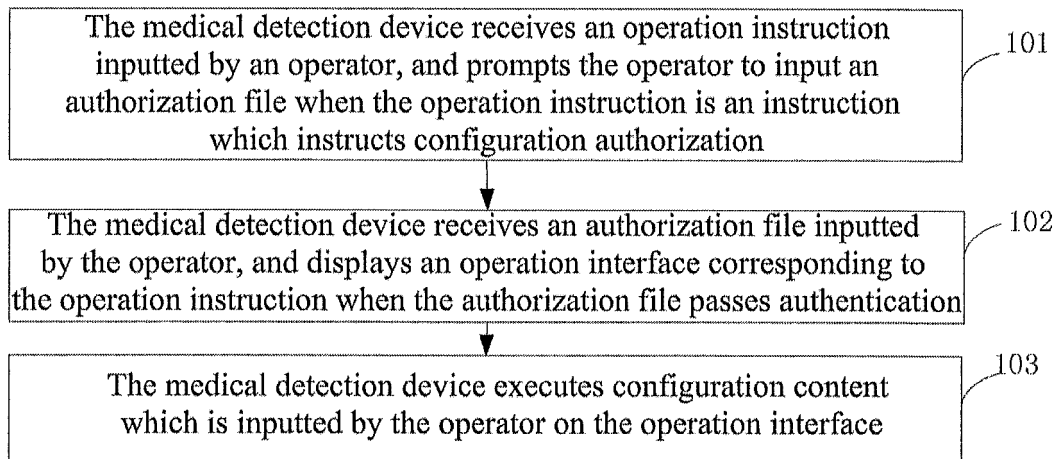 The medical detection device receives an operation instruction
inputted by an operator, and prompts the operator to input an
authorization file when the operation instruction is an instruction
which instructs configuration authorization
101
The medical detection device receives an authorization file inputted
by the operator, and displays an operation interface corresponding to
the operation instruction when the authorization file passes authentication
102
The medical detection device executes configuration content
which is inputted by the operator on the operation interface
103